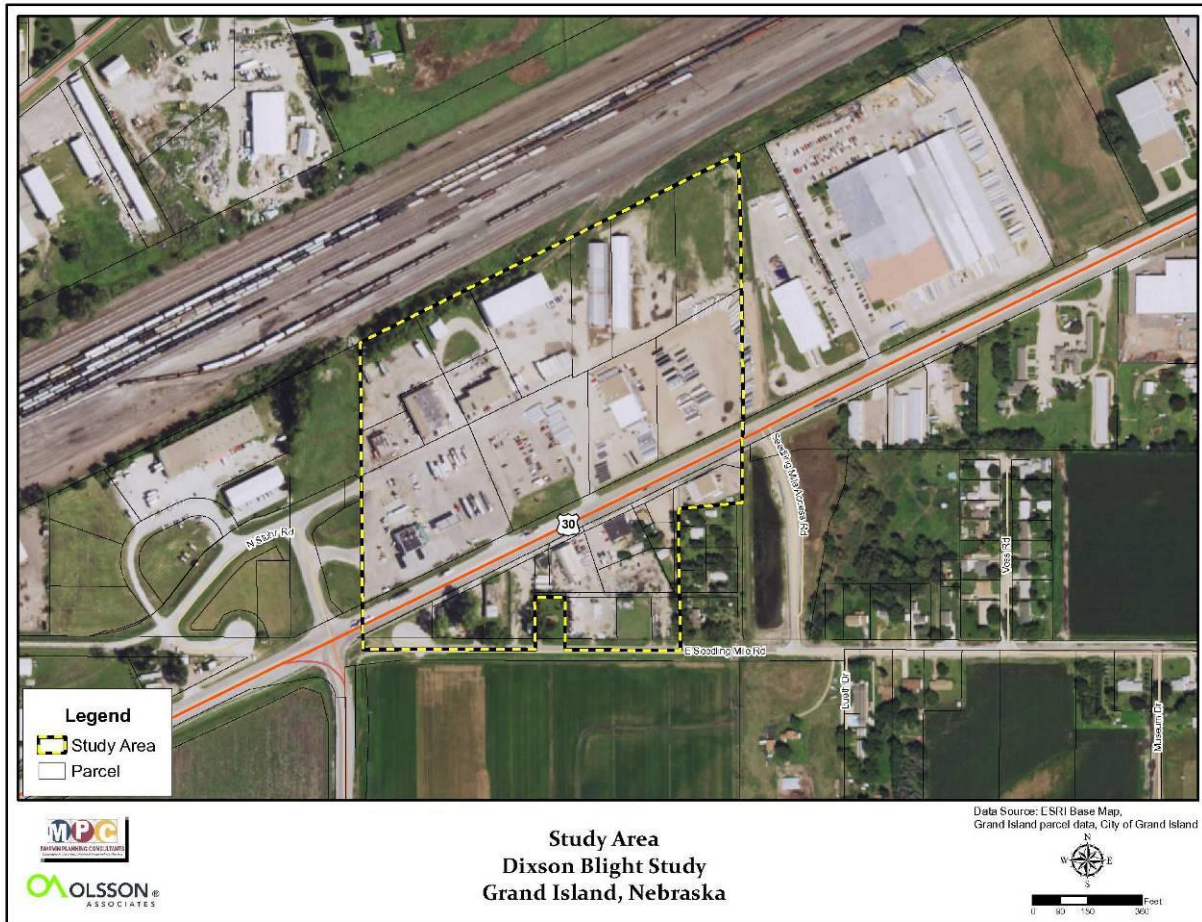 30
N Stuhr Rd
Seedling Mile Access Rd
Voss Rd
E Seedling Mile Rd
Lueth Dr
Museum Dr
Legend
Study Area
Parcel
MPC
OLSSON ®
ASSOCIATES
Study Area
Dixson Blight Study
Grand Island, Nebraska
Data Source: ESRI Base Map,
Grand Island parcel data, City of Grand Island
N
W
E
S
Feet
0 90 180 360